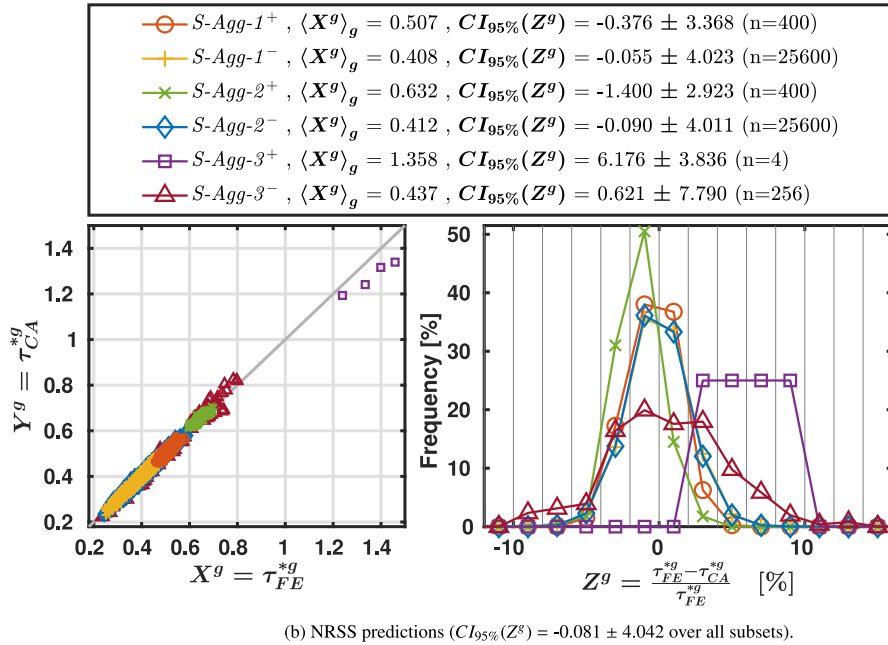 S-Agg-1⁺ , ⟨X^g⟩_g = 0.507 , CI_95%(Z^g) = -0.376 ± 3.368 (n=400)
S-Agg-1⁻ , ⟨X^g⟩_g = 0.408 , CI_95%(Z^g) = -0.055 ± 4.023 (n=25600)
S-Agg-2⁺ , ⟨X^g⟩_g = 0.632 , CI_95%(Z^g) = -1.400 ± 2.923 (n=400)
S-Agg-2⁻ , ⟨X^g⟩_g = 0.412 , CI_95%(Z^g) = -0.090 ± 4.011 (n=25600)
S-Agg-3⁺ , ⟨X^g⟩_g = 1.358 , CI_95%(Z^g) = 6.176 ± 3.836 (n=4)
S-Agg-3⁻ , ⟨X^g⟩_g = 0.437 , CI_95%(Z^g) = 0.621 ± 7.790 (n=256)
1.4
1.2
1
0.8
0.6
0.4
0.2
Y^g = τ_CA^*g
0.2 0.4 0.6 0.8 1 1.2 1.4
X^g = τ_FE^*g
50
40
30
20
10
0
Frequency [%]
-10 0 10
Z^g = (τ_FE^*g − τ_CA^*g) / τ_FE^*g [%]
(b) NRSS predictions (CI_95%(Z^g) = -0.081 ± 4.042 over all subsets).